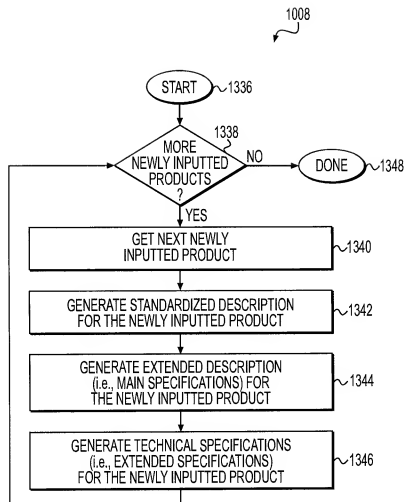 1008
START
1336
1338
MORE
NEWLY INPUTTED
PRODUCTS
?
NO
DONE
1348
YES
GET NEXT NEWLY
INPUTTED PRODUCT
1340
GENERATE STANDARDIZED DESCRIPTION
FOR THE NEWLY INPUTTED PRODUCT
1342
GENERATE EXTENDED DESCRIPTION
(i.e., MAIN SPECIFICATIONS) FOR
THE NEWLY INPUTTED PRODUCT
1344
GENERATE TECHNICAL SPECIFICATIONS
(i.e., EXTENDED SPECIFICATIONS)
FOR THE NEWLY INPUTTED PRODUCT
1346